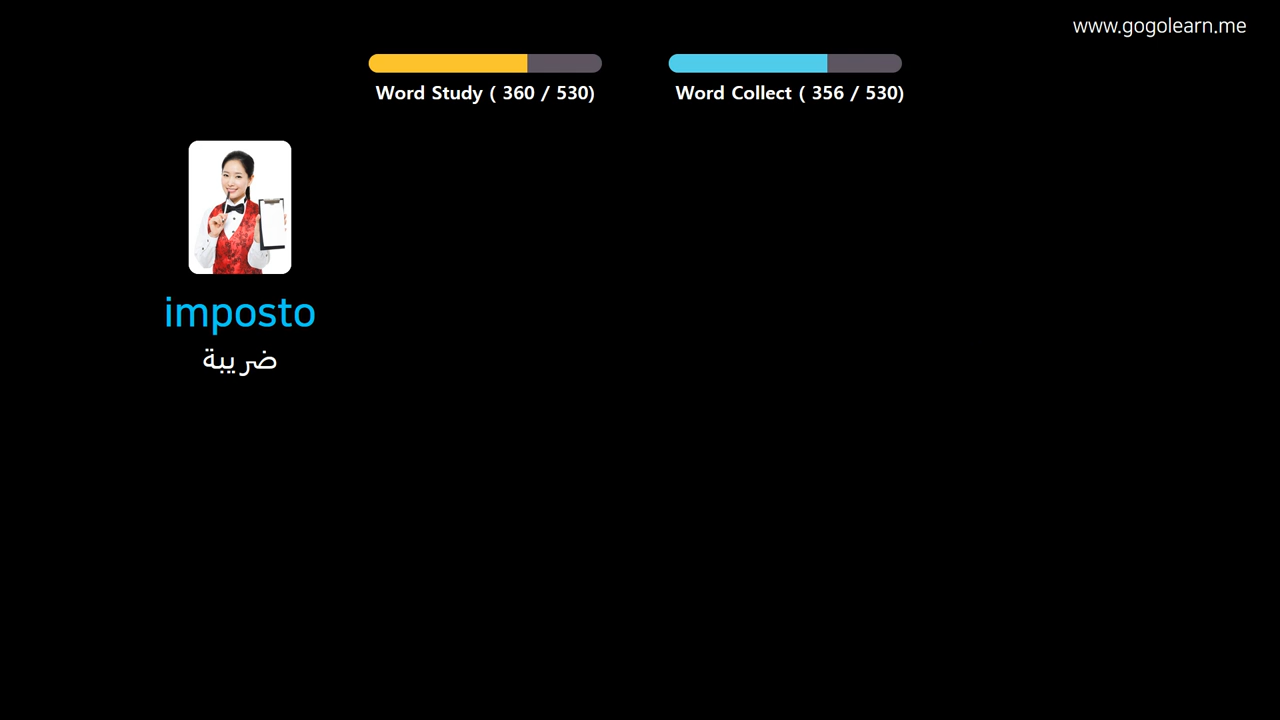 www.gogolearn.me
Word Study ( 360 / 530)
Word Collect ( 356 / 530)
imposto
ضريبة